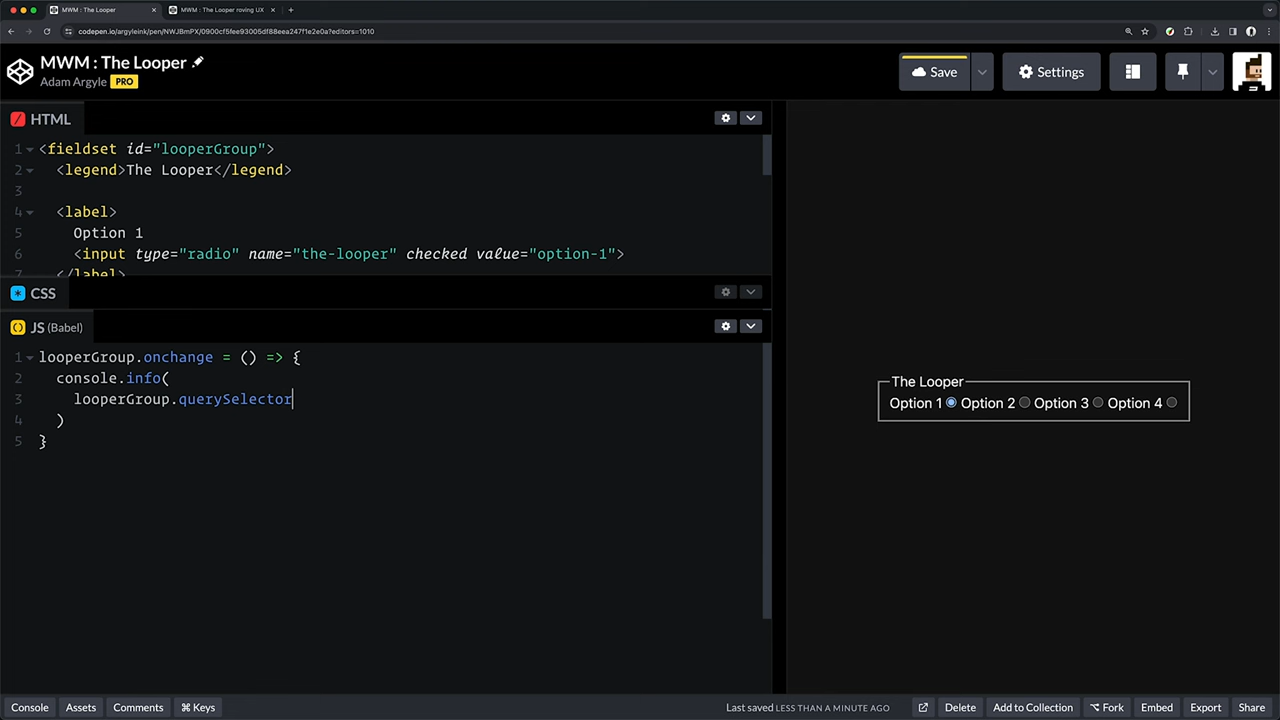 MWM : The Looper
MWM : The Looper roving UX
codepen.io/argyleink/pen/NWJBmPX/0900cf5fee93005df88eea247f1e2e0a?editors=1010
MWM : The Looper
Adam Argyle PRO
Save
Settings
HTML
1 <fieldset id="looperGroup">
2 <legend>The Looper</legend>
3
4 <label>
5 Option 1
6 <input type="radio" name="the-looper" checked value="option-1">
7 </label>
CSS
JS (Babel)
1 looperGroup.onchange = () => {
2 console.info(
3 looperGroup.querySelector
4 )
5 }
The Looper
Option 1 Option 2 Option 3 Option 4
Console Assets Comments ⌘ Keys Last saved LESS THAN A MINUTE AGO Delete Add to Collection ⌥ Fork Embed Export Share